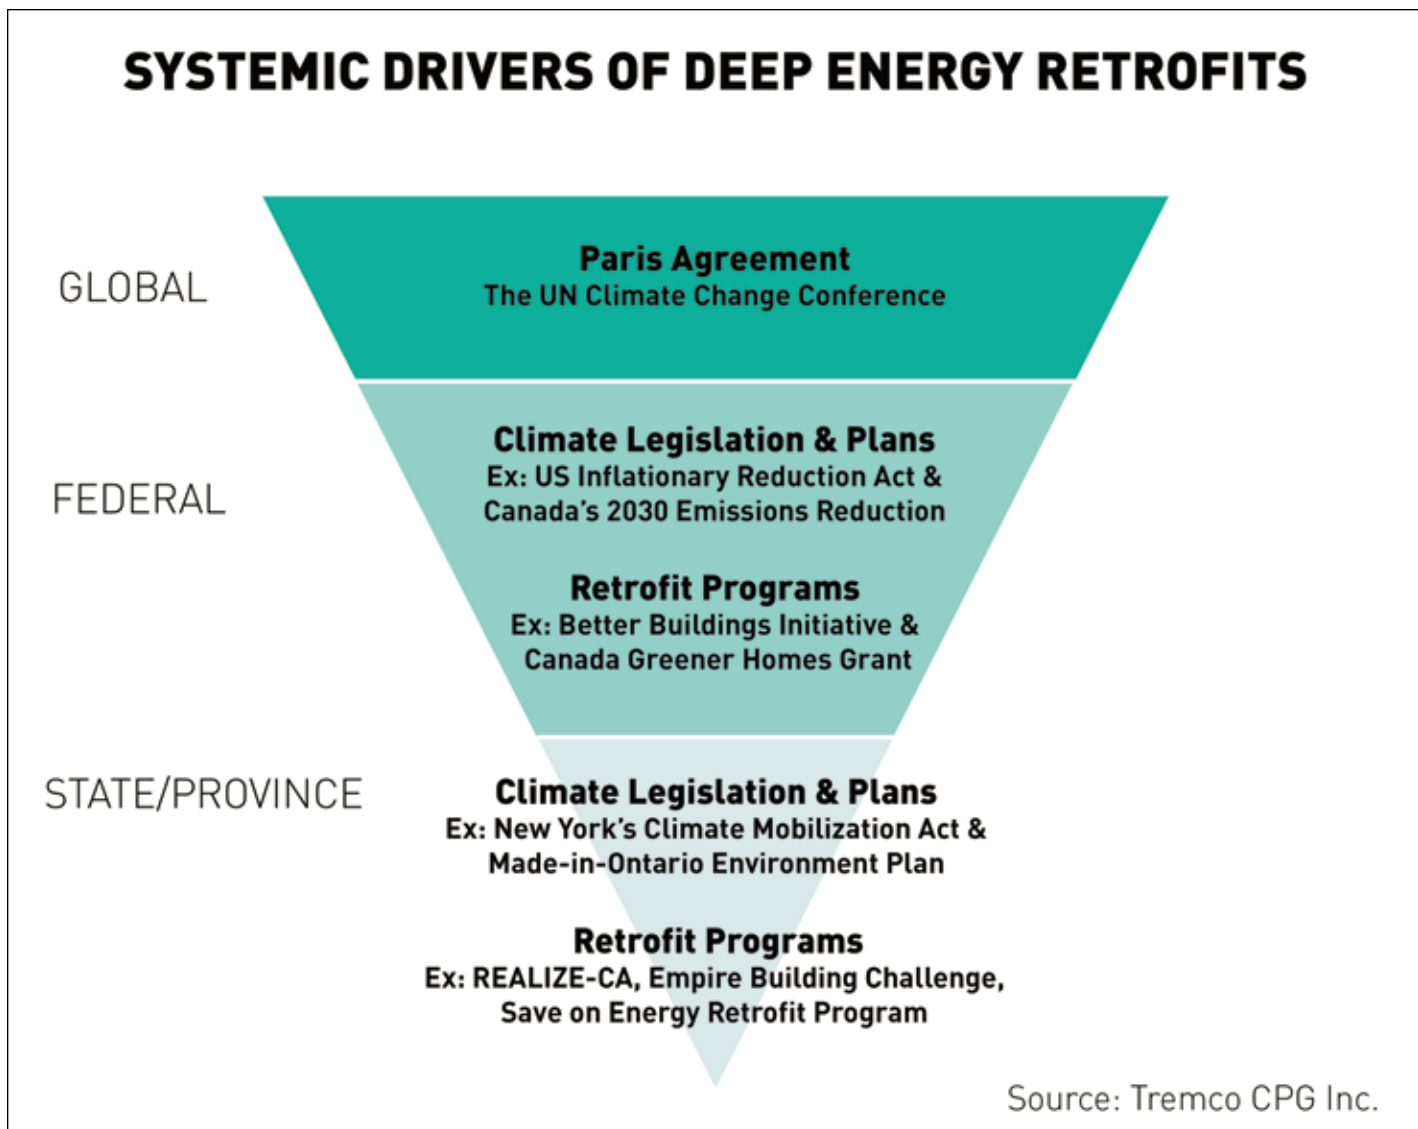 SYSTEMIC DRIVERS OF DEEP ENERGY RETROFITS
GLOBAL
Paris Agreement
The UN Climate Change Conference
FEDERAL
Climate Legislation & Plans
Ex: US Inflationary Reduction Act &
Canada’s 2030 Emissions Reduction
Retrofit Programs
Ex: Better Buildings Initiative &
Canada Greener Homes Grant
STATE/PROVINCE
Climate Legislation & Plans
Ex: New York’s Climate Mobilization Act &
Made-in-Ontario Environment Plan
Retrofit Programs
Ex: REALIZE-CA, Empire Building Challenge,
Save on Energy Retrofit Program
Source: Tremco CPG Inc.